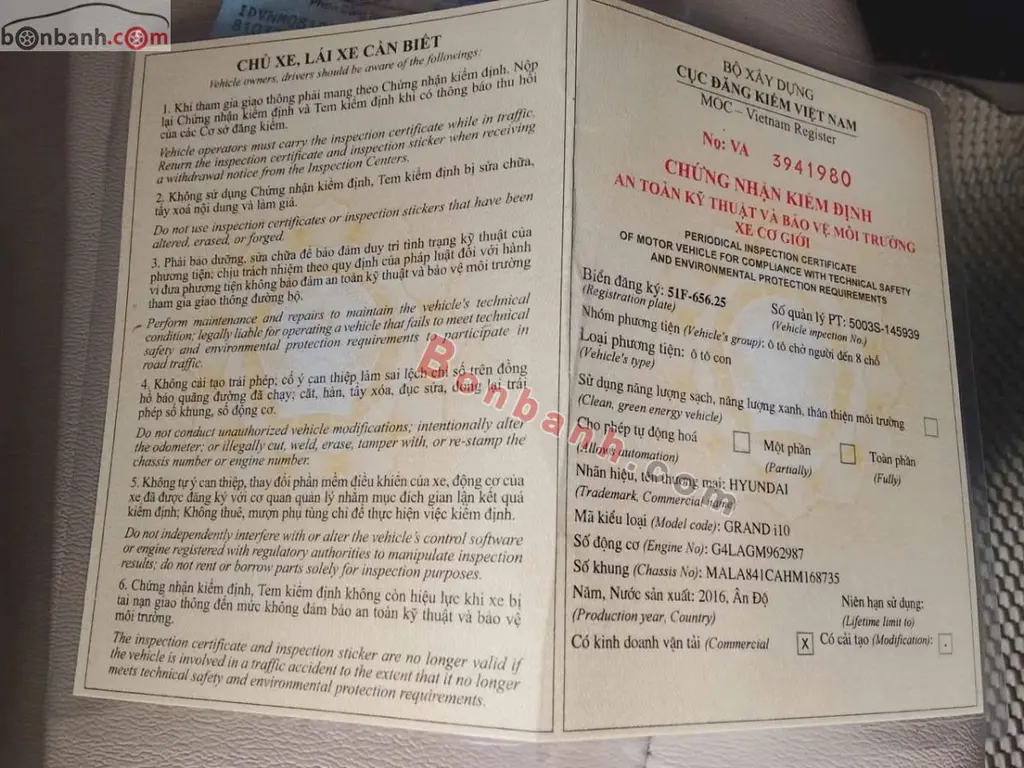 bonbanh.com
IDVNM081
CHỦ XE, LÁI XE CẦN BIẾT
Vehicle owners, drivers should be aware of the followings:
1. Khi tham gia giao thông phải mang theo Chứng nhận kiểm định. Nộp
lại Chứng nhận kiểm định và Tem kiểm định khi có thông báo thu hồi
của các Cơ sở đăng kiểm.
Vehicle operators must carry the inspection certificate while in traffic.
Return the inspection certificate and inspection sticker when receiving
a withdrawal notice from the Inspection Centers.
2. Không sử dụng Chứng nhận kiểm định, Tem kiểm định bị sửa chữa,
tẩy xoá nội dung và làm giả.
Do not use inspection certificates or inspection stickers that have been
altered, erased, or forged.
3. Phải bảo dưỡng, sửa chữa để bảo đảm duy trì tình trạng kỹ thuật của
phương tiện; chịu trách nhiệm theo quy định của pháp luật đối với hành
vi đưa phương tiện không bảo đảm an toàn kỹ thuật và bảo vệ môi trường
tham gia giao thông đường bộ.
Perform maintenance and repairs to maintain the vehicle's technical
condition; legally liable for operating a vehicle that fails to meet technical
safety and environmental protection requirements to participate in
road traffic.
4. Không cải tạo trái phép; cố ý can thiệp làm sai lệch chỉ số trên đồng
hồ báo quãng đường đã chạy; cắt, hàn, tẩy xóa, đục sửa, đóng lại trái
phép số khung, số động cơ.
Do not conduct unauthorized vehicle modifications; intentionally alter
the odometer; or illegally cut, weld, erase, tamper with, or re-stamp the
chassis number or engine number.
5. Không tự ý can thiệp, thay đổi phần mềm điều khiển của xe, động cơ của
xe đã được đăng ký với cơ quan quản lý nhằm mục đích gian lận kết quả
kiểm định; Không thuê, mượn phụ tùng chỉ để thực hiện việc kiểm định.
Do not independently interfere with or alter the vehicle's control software
or engine registered with regulatory authorities to manipulate inspection
results; do not rent or borrow parts solely for inspection purposes.
6. Chứng nhận kiểm định, Tem kiểm định không còn hiệu lực khi xe bị
tai nạn giao thông đến mức không đảm bảo an toàn kỹ thuật và bảo vệ
môi trường.
The inspection certificate and inspection sticker are no longer valid if
the vehicle is involved in a traffic accident to the extent that it no longer
meets technical safety and environmental protection requirements.
BỘ XÂY DỰNG
CỤC ĐĂNG KIỂM VIỆT NAM
MOC – Vietnam Register
No: VA 3941980
CHỨNG NHẬN KIỂM ĐỊNH
AN TOÀN KỸ THUẬT VÀ BẢO VỆ MÔI TRƯỜNG
XE CƠ GIỚI
PERIODICAL INSPECTION CERTIFICATE
OF MOTOR VEHICLE FOR COMPLIANCE WITH TECHNICAL SAFETY
AND ENVIRONMENTAL PROTECTION REQUIREMENTS
Biển đăng ký: 51F-656.25 Số quản lý PT: 5003S-145939
(Registration plate) (Vehicle inpection No.)
Nhóm phương tiện (Vehicle's group): ô tô chở người đến 8 chỗ
Loại phương tiện: ô tô con
(Vehicle's type)
Sử dụng năng lượng sạch, năng lượng xanh, thân thiện môi trường
(Clean, green energy vehicle)
Cho phép tự động hoá Một phần Toàn phần
(Allows automation) (Partially) (Fully)
Nhãn hiệu, tên thương mại: HYUNDAI
(Trademark, Commercial name)
Mã kiểu loại (Model code): GRAND i10
Số động cơ (Engine No): G4LAGM962987
Số khung (Chassis No): MALA841CAHM168735
Năm, Nước sản xuất: 2016, Ấn Độ Niên hạn sử dụng:
(Production year, Country) (Lifetime limit to)
Có kinh doanh vận tải (Commercial X Có cải tạo (Modification): -
Bonbanh.com